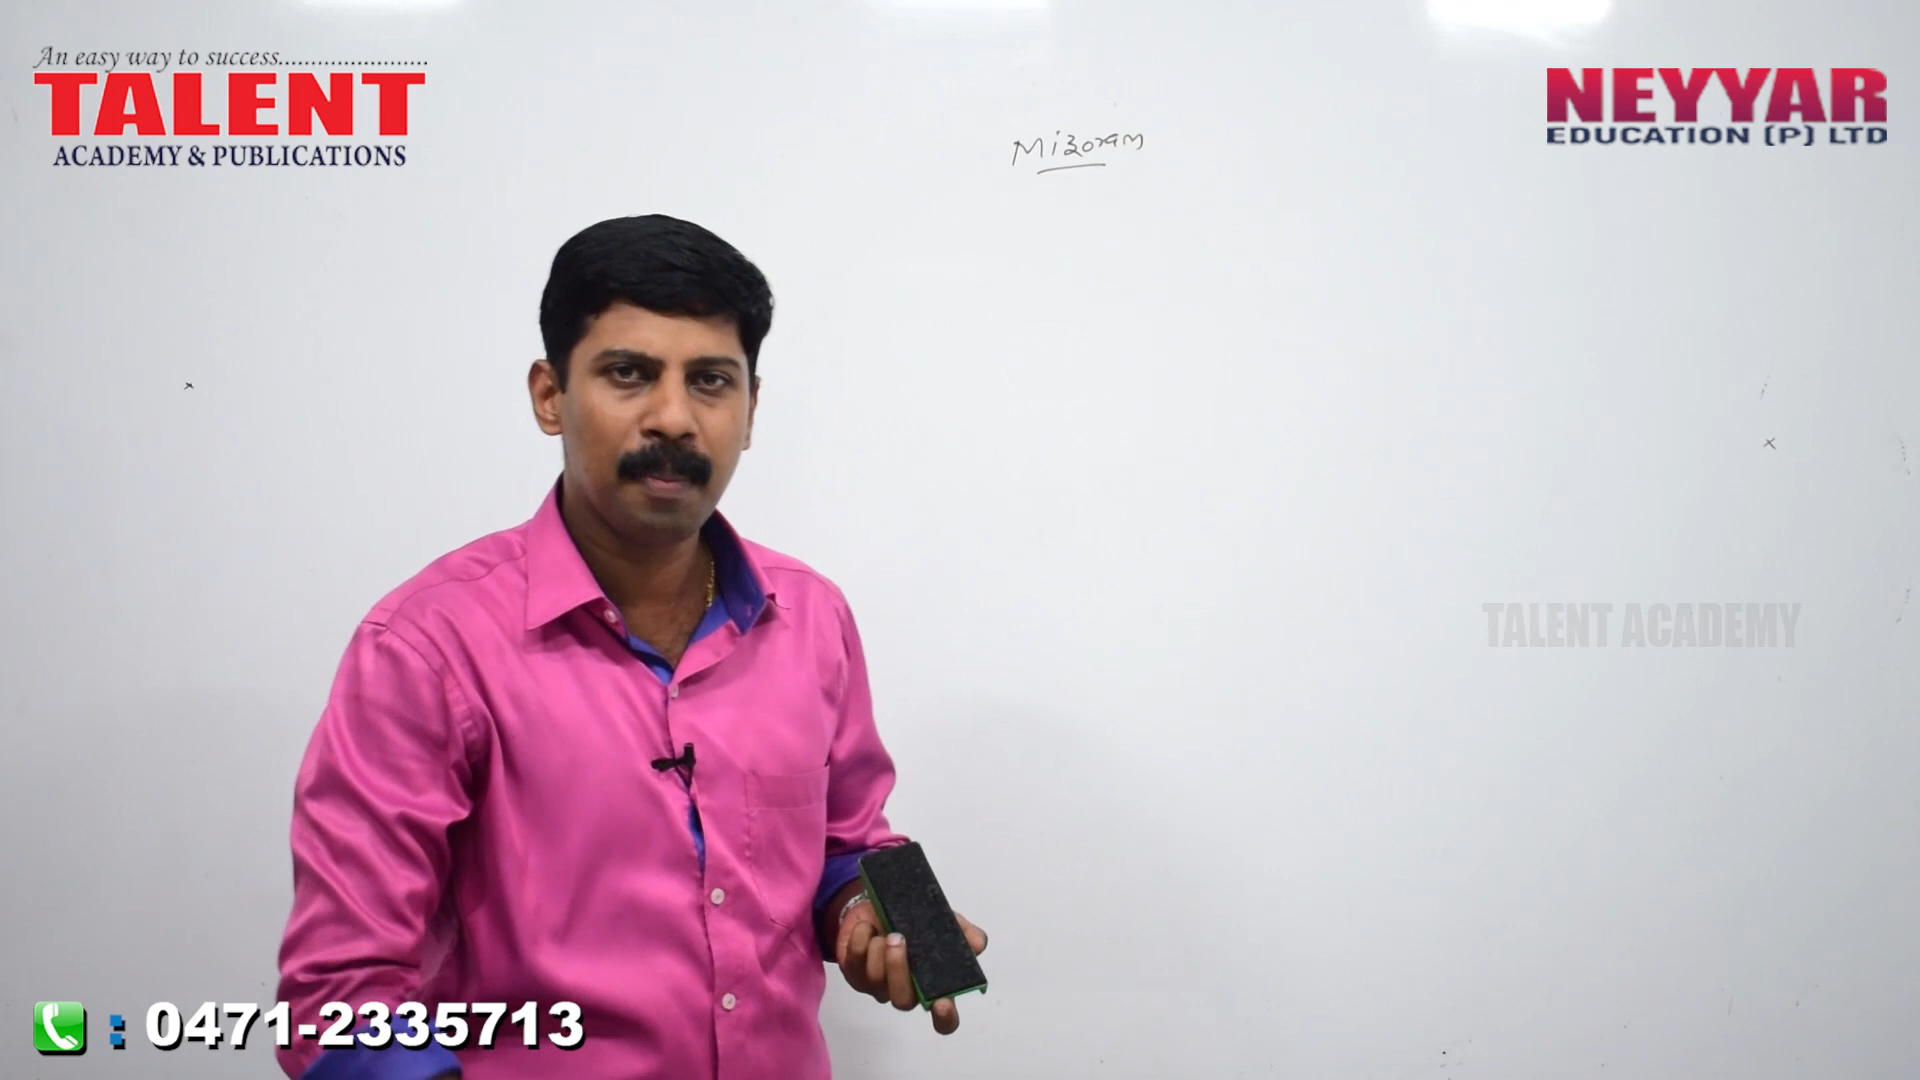 An easy way to success.......................
TALENT
ACADEMY & PUBLICATIONS
NEYYAR
EDUCATION (P) LTD
Mizoram
TALENT ACADEMY
: 0471-2335713